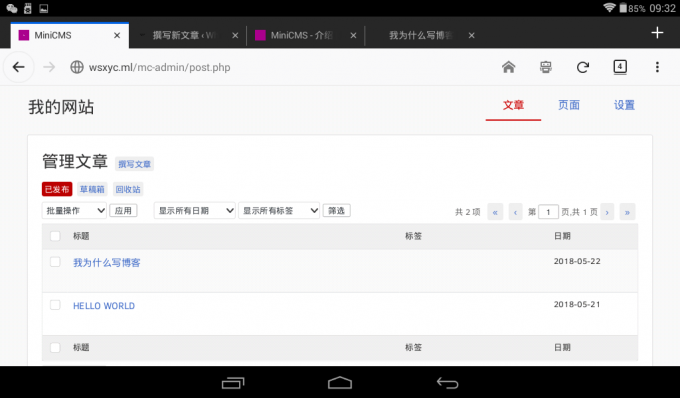 85% 09:32
MiniCMS 撰写新文章 ‹ W MiniCMS - 介绍 我为什么写博客
wsxyc.ml/mc-admin/post.php 4
我的网站 文章 页面 设置
管理文章 撰写文章
已发布 草稿箱 回收站
批量操作 应用 显示所有日期 显示所有标签 筛选 共 2 项 « ‹ 第 1 页,共 1 页 › »
标题 标签 日期
我为什么写博客 2018-05-22
HELLO WORLD 2018-05-21
标题 标签 日期